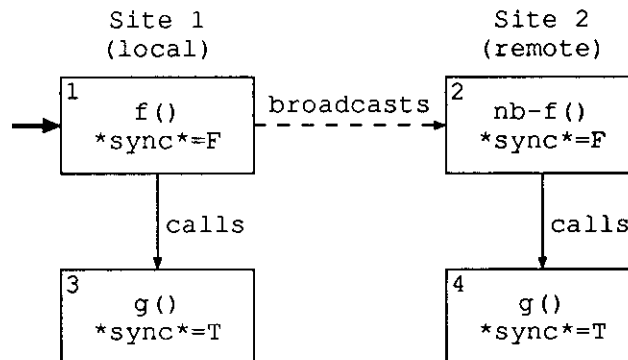 Site 1
(local)
Site 2
(remote)
1
f()
*sync*=F
broadcasts
2
nb-f()
*sync*=F
calls
calls
3
g()
*sync*=T
4
g()
*sync*=T